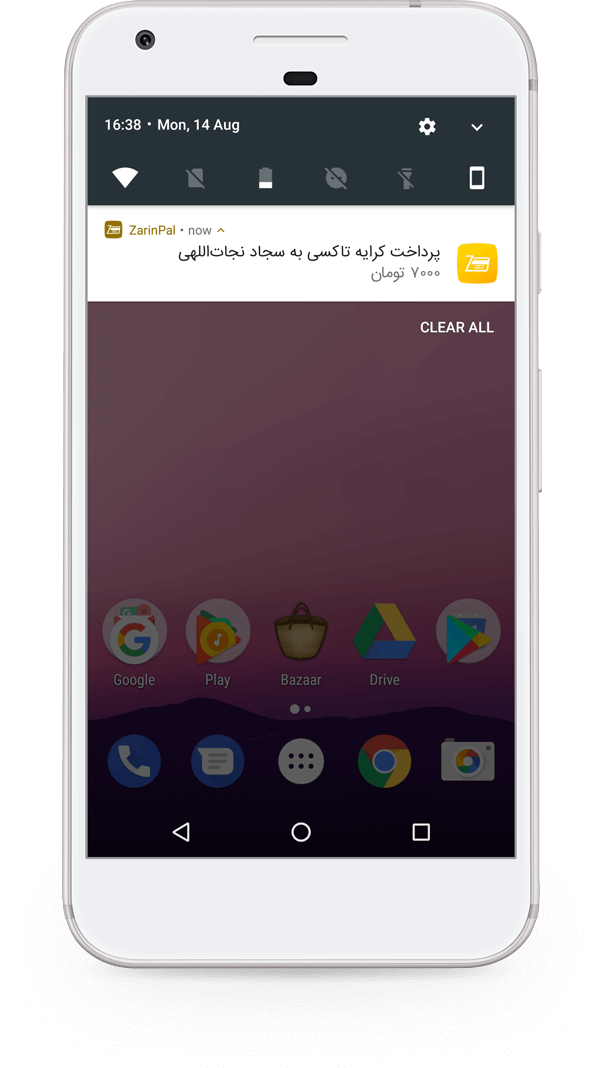 16:38 • Mon, 14 Aug
ZarinPal • now
پرداخت کرایه تاکسی به سجاد نجات‌اللهی
۷۰۰۰ تومان
CLEAR ALL
Google
Play
Bazaar
Drive